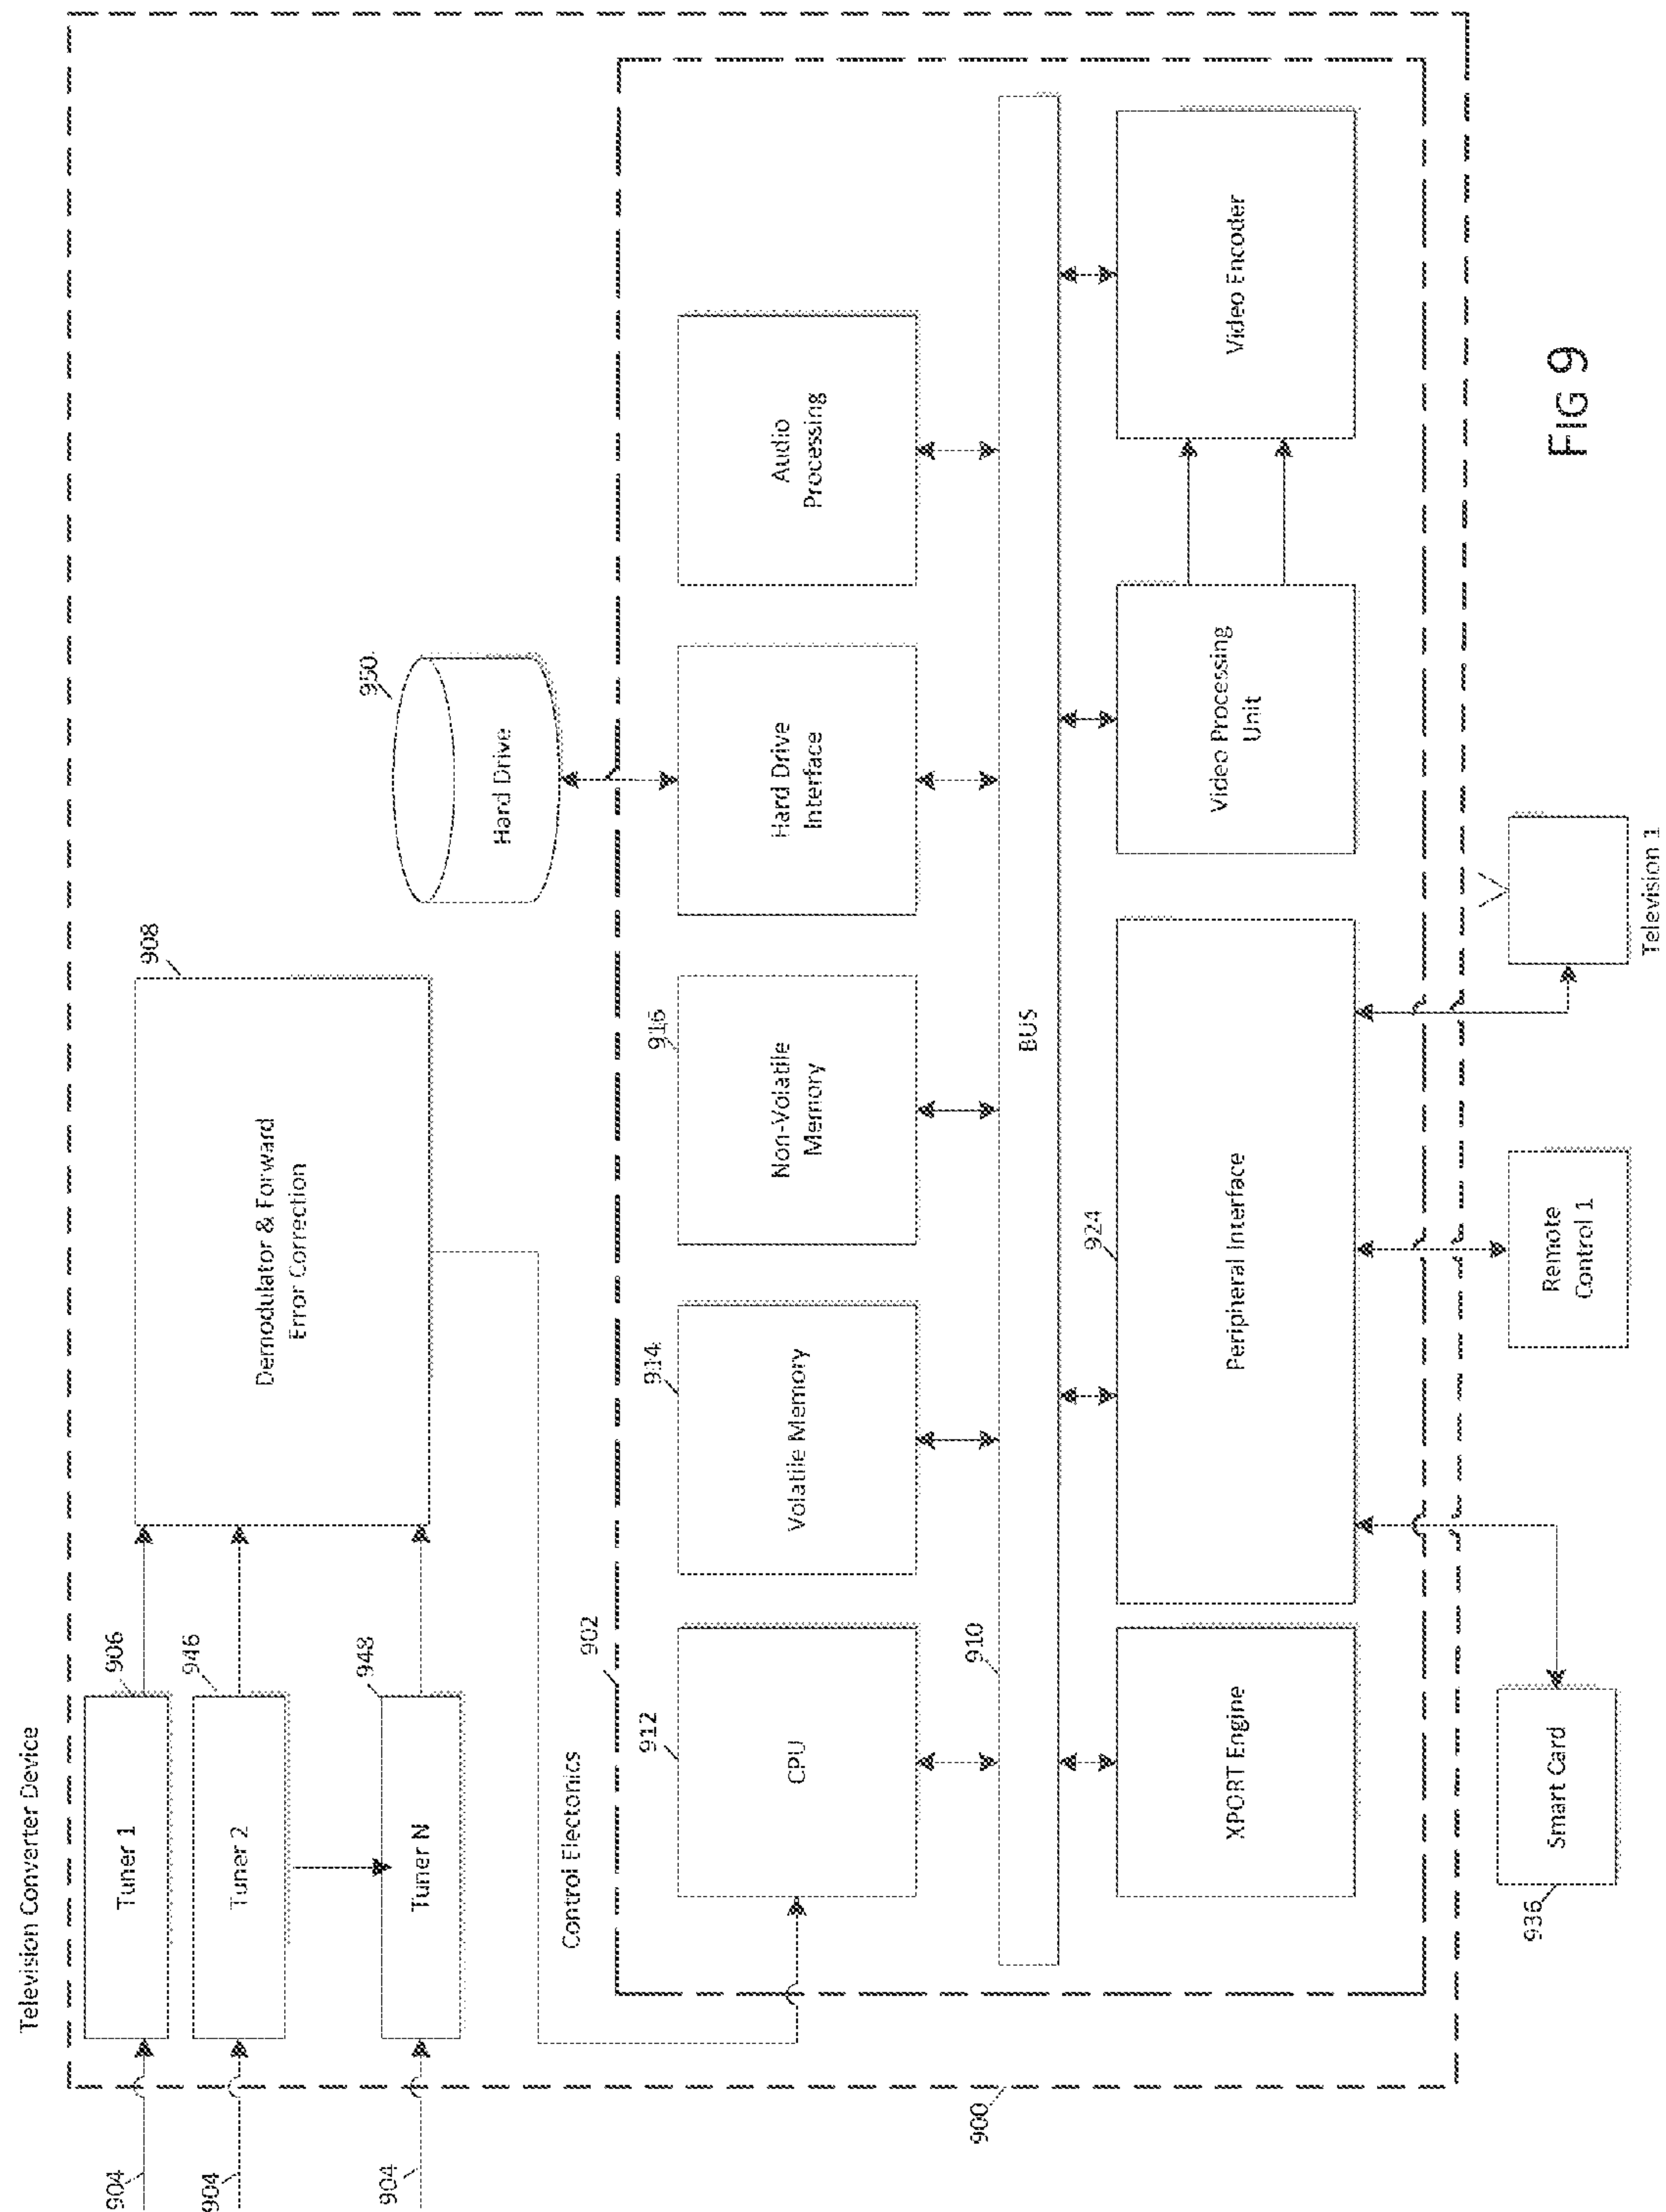 Television Converter Device
904
904
904
Tuner 1
906
Tuner 2
946
Tuner N
948
Demodulator & Forward
Error Correction
908
Hard Drive
950
Control Electonics
902
CPU
912
Volatile Memory
914
Non-Volatile
Memory
916
Hard Drive
Interface
Audio
Processing
910
BUS
XPORT Engine
Peripheral Interface
924
Video Processing
Unit
Video Encoder
900
Smart Card
936
Remote
Control 1
Television 1
FIG 9